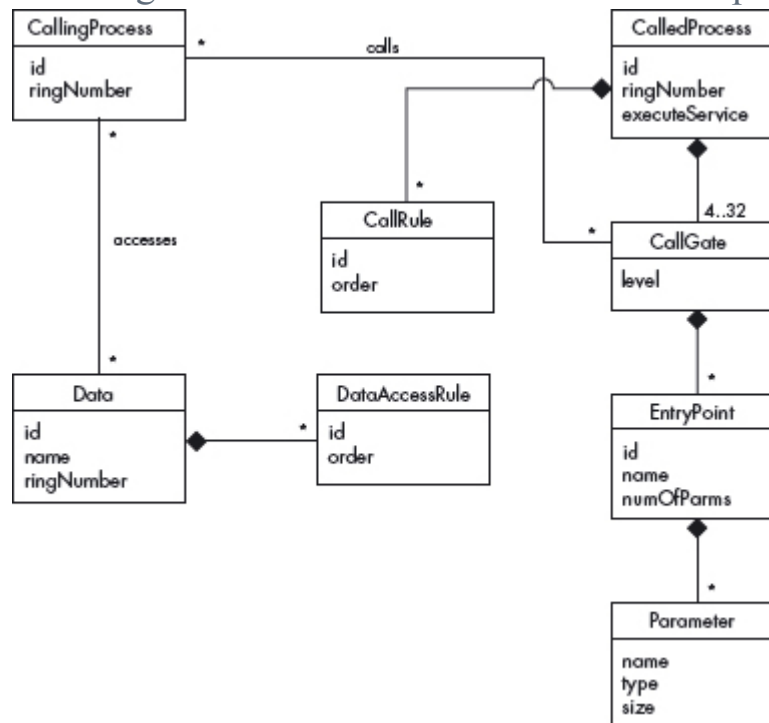 CallingProcess
id
ringNumber
*
calls
CalledProcess
id
ringNumber
executeService
*
accesses
*
*
CallRule
id
order
4..32
*
CallGate
level
Data
id
name
ringNumber
*
DataAccessRule
id
order
*
EntryPoint
id
name
numOfParms
*
Parameter
name
type
size